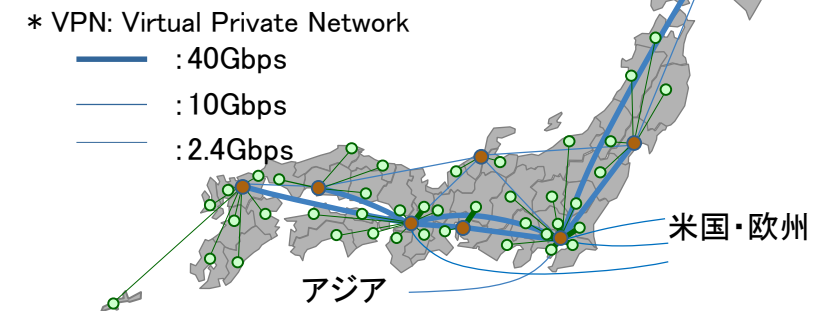 * VPN: Virtual Private Network
:40Gbps
:10Gbps
:2.4Gbps
米国・欧州
アジア